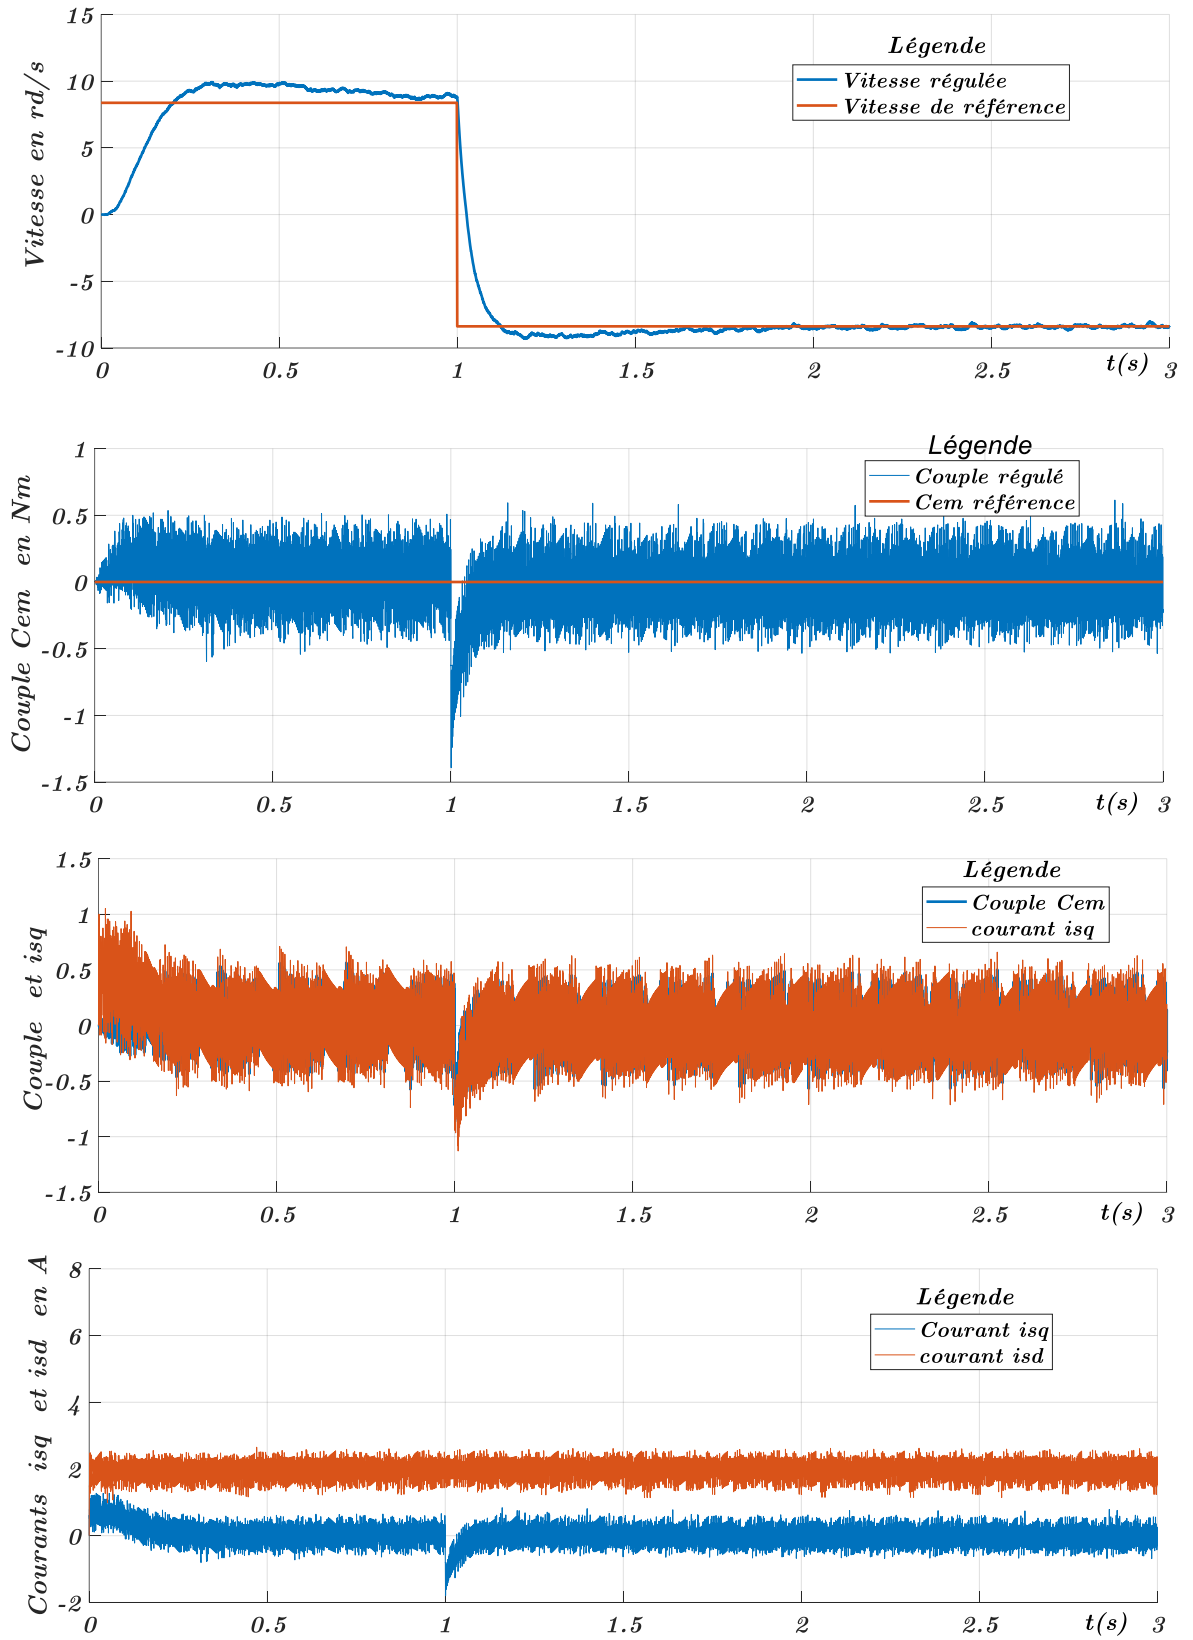 15
10
5
0
-5
-10
Vitesse en rd/s
Légende
Vitesse régulée
Vitesse de référence
0 0.5 1 1.5 2 2.5 t(s) 3
1
0.5
0
-0.5
-1
-1.5
Couple Cem en Nm
Légende
Couple régulé
Cem référence
0 0.5 1 1.5 2 2.5 t(s) 3
1.5
1
0.5
0
-0.5
-1
-1.5
Couple et isq
Légende
Couple Cem
courant isq
0 0.5 1 1.5 2 2.5 t(s) 3
8
6
4
2
0
-2
Courants isq et isd en A
Légende
Courant isq
courant isd
0 0.5 1 1.5 2 2.5 t(s) 3